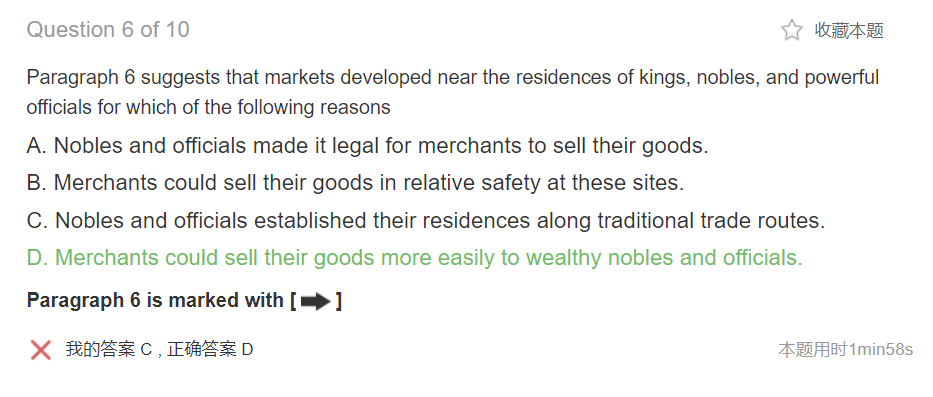 Question 6 of 10
收藏本题
Paragraph 6 suggests that markets developed near the residences of kings, nobles, and powerful
officials for which of the following reasons
A. Nobles and officials made it legal for merchants to sell their goods.
B. Merchants could sell their goods in relative safety at these sites.
C. Nobles and officials established their residences along traditional trade routes.
D. Merchants could sell their goods more easily to wealthy nobles and officials.
Paragraph 6 is marked with [➡]
我的答案 C , 正确答案 D
本题用时1min58s